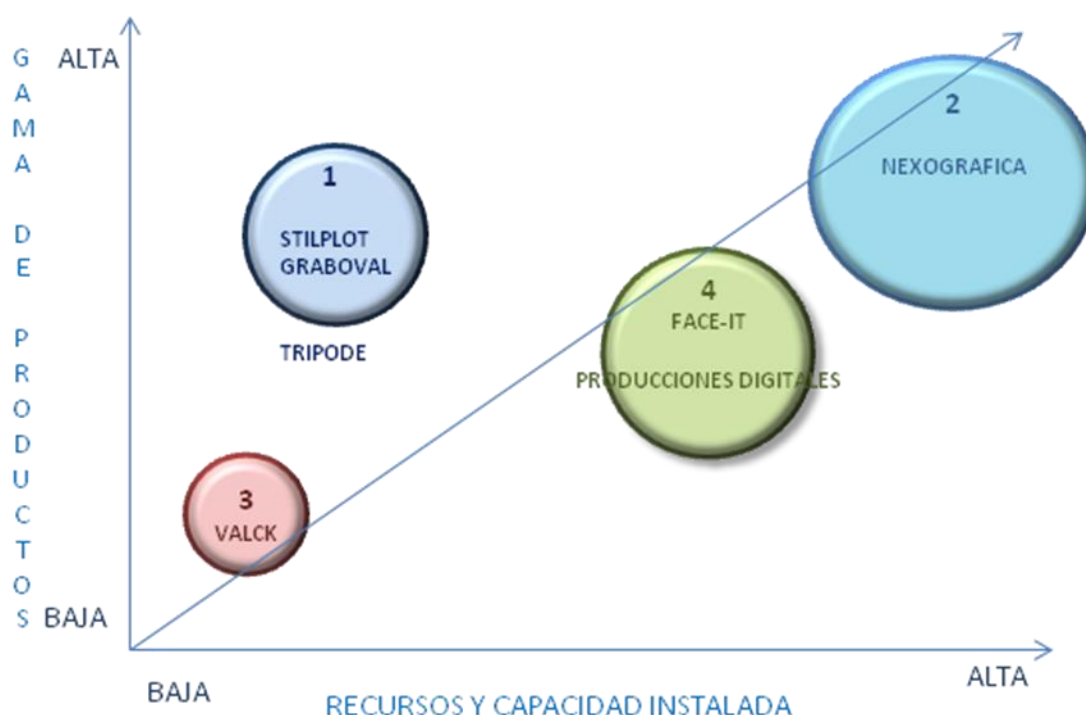 GAMA DE PRODUCTOS
ALTA
1
STILPLOT
GRABOVAL
TRIPODE
2
NEXOGRAFICA
4
FACE-IT
PRODUCCIONES DIGITALES
3
VALCK
BAJA
BAJA
ALTA
RECURSOS Y CAPACIDAD INSTALADA